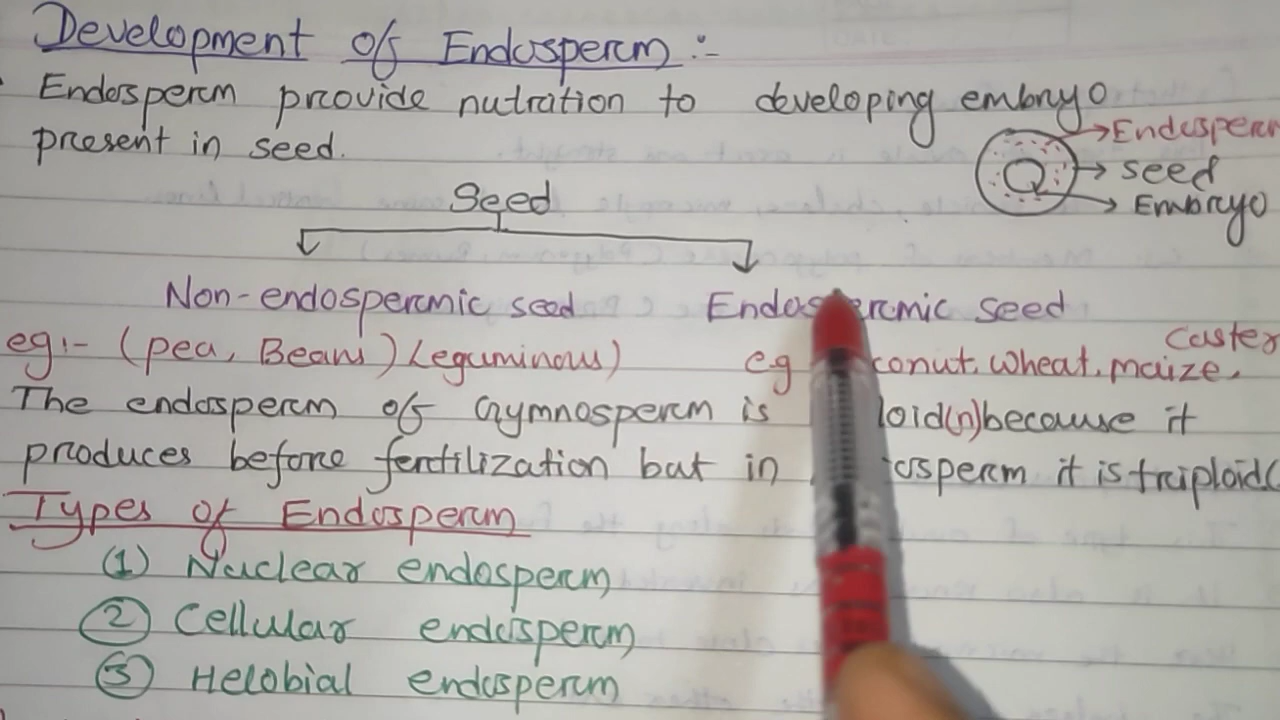 Development of Endosperm :-
Endosperm provide nutration to developing embryo
present in seed.
Endosperm
seed
Embryo
Seed
Non-endospermic seed Endospermic seed
eg:- (pea, Beans) Leguminous) e.g conut, wheat, maize, Caster
The endosperm of Gymnosperm is loid(n) because it
produces before fertilization but in osperm it is triploid(
Types of Endosperm
(1) Nuclear endosperm
(2) Cellular endosperm
(3) Helobial endosperm